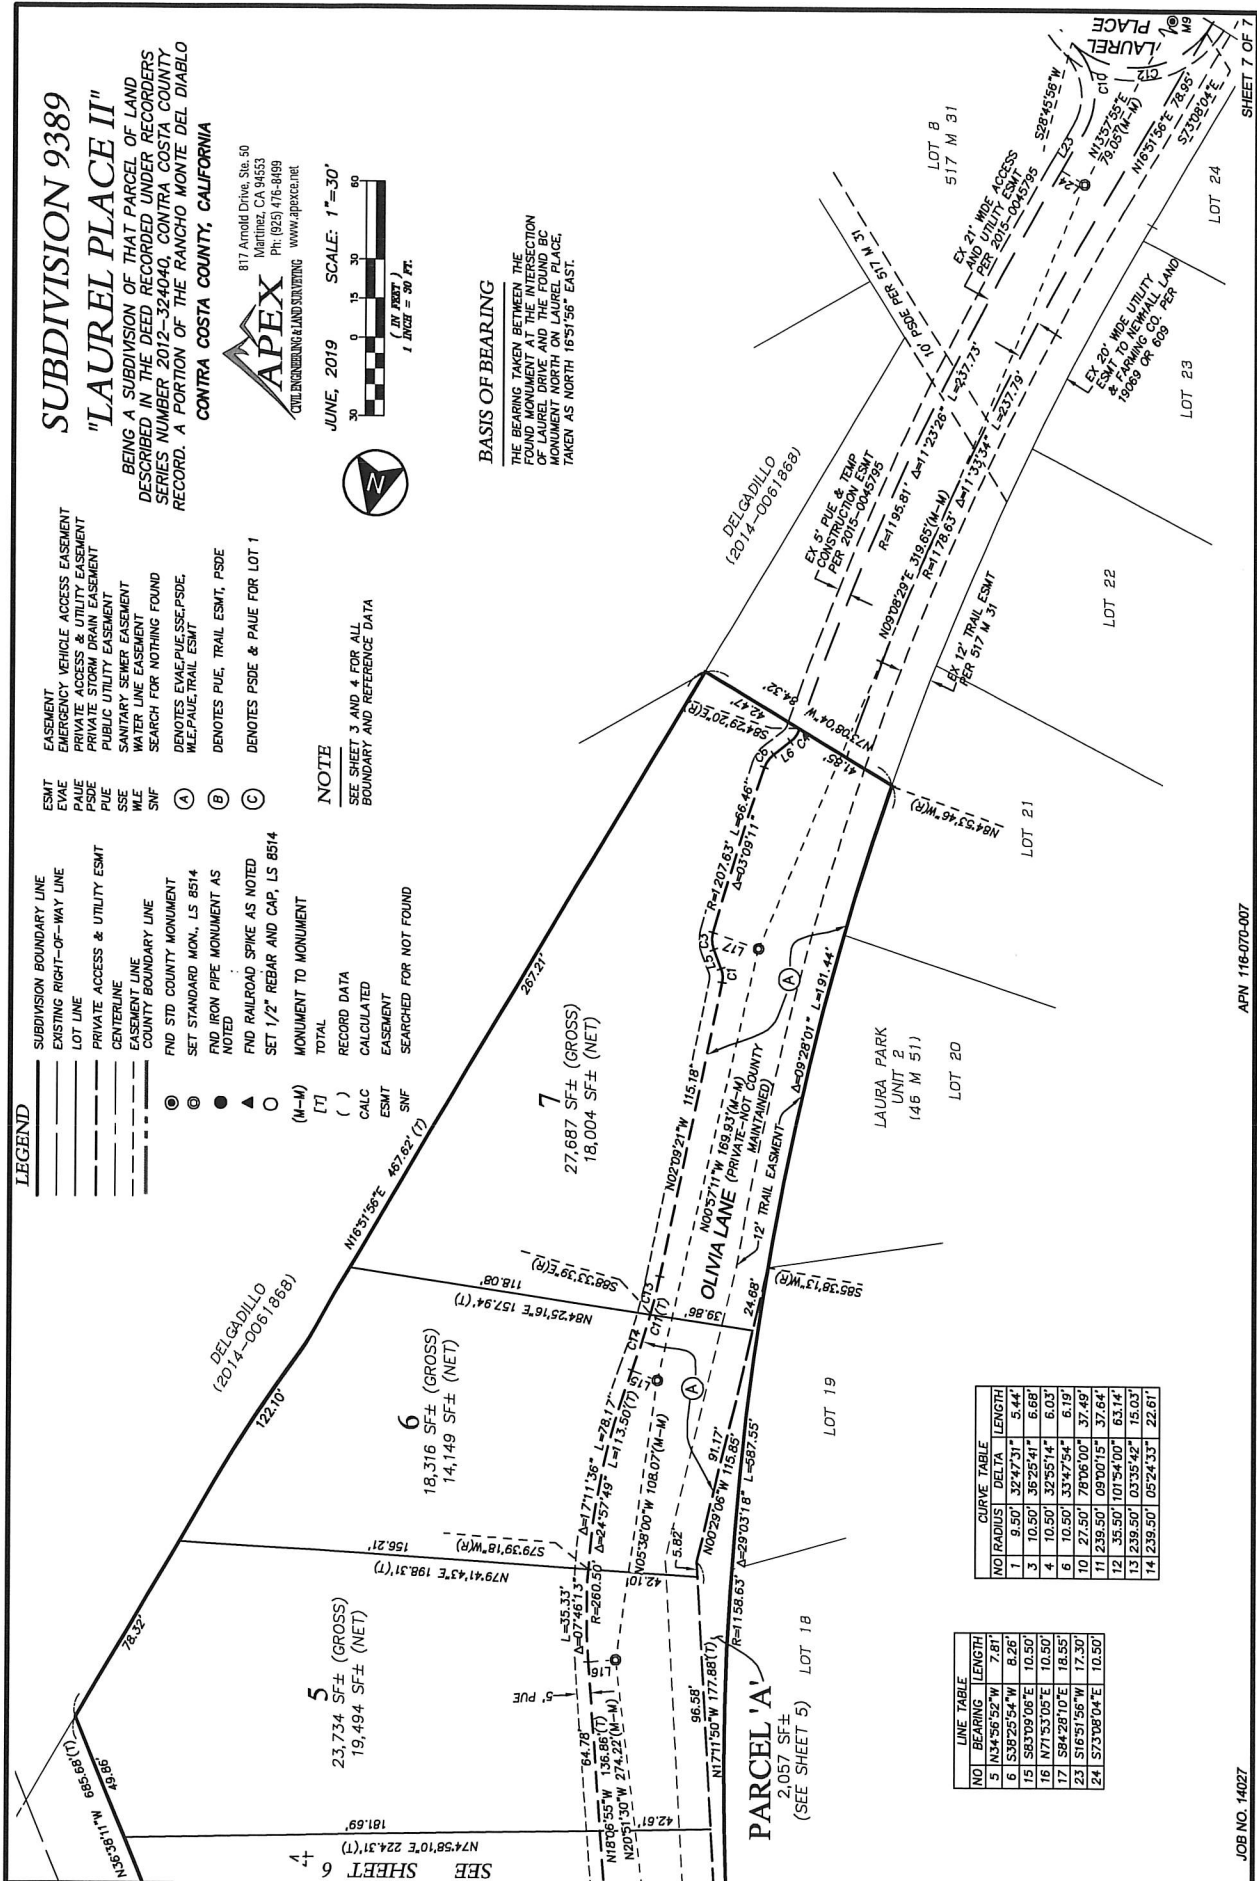 SUBDIVISION 9389
"LAUREL PLACE II"
BEING A SUBDIVISION OF THAT PARCEL OF LAND
DESCRIBED IN THE DEED RECORDED UNDER RECORDERS
SERIES NUMBER 2012-324040, CONTRA COSTA COUNTY
RECORD. A PORTION OF THE RANCHO MONTE DEL DIABLO
CONTRA COSTA COUNTY, CALIFORNIA
APEX
CIVIL ENGINEERING & LAND SURVEYING
817 Arnold Drive, Ste. 50
Martinez, CA 94553
Ph: (925) 476-8499
www.apexce.net
JUNE, 2019 SCALE: 1"=30'
30 0 15 30 60
( IN FEET )
1 INCH = 30 FT.
N
BASIS OF BEARING
THE BEARING TAKEN BETWEEN THE
FOUND MONUMENT AT THE INTERSECTION
OF LAUREL DRIVE AND THE FOUND BC
MONUMENT NORTH ON LAUREL PLACE,
TAKEN AS NORTH 16°51'56" EAST.
LEGEND
SUBDIVISION BOUNDARY LINE
EXISTING RIGHT-OF-WAY LINE
LOT LINE
PRIVATE ACCESS & UTILITY ESMT
CENTERLINE
EASEMENT LINE
COUNTY BOUNDARY LINE
FND STD COUNTY MONUMENT
SET STANDARD MON., LS 8514
FND IRON PIPE MONUMENT AS
NOTED
FND RAILROAD SPIKE AS NOTED
SET 1/2" REBAR AND CAP, LS 8514
(M-M) MONUMENT TO MONUMENT
[T] TOTAL
( ) RECORD DATA
CALC CALCULATED
ESMT EASEMENT
SNF SEARCHED FOR NOT FOUND
ESMT EASEMENT
EVAE EMERGENCY VEHICLE ACCESS EASEMENT
PAUE PRIVATE ACCESS & UTILITY EASEMENT
PSDE PRIVATE STORM DRAIN EASEMENT
PUE PUBLIC UTILITY EASEMENT
SSE SANITARY SEWER EASEMENT
WLE WATER LINE EASEMENT
SNF SEARCH FOR NOTHING FOUND
A DENOTES EVAE,PUE,SSE,PSDE,
WLE,PAUE,TRAIL ESMT
B DENOTES PUE, TRAIL ESMT, PSDE
C DENOTES PSDE & PAUE FOR LOT 1
NOTE
SEE SHEET 3 AND 4 FOR ALL
BOUNDARY AND REFERENCE DATA
N36°38'11"W 685.68'(T)
49.86'
78.32'
122.10'
DELGADILLO
(2014-0061868)
N16°51'56"E 467.62' (T)
267.21'
SEE SHEET 6
4
N74°58'10"E 224.31'(T)
181.69'
42.61'
5
23,734 SF± (GROSS)
19,494 SF± (NET)
5' PUE
64.78'
L16
L=35.33'
Δ=07°46'13"
R=260.50'
N18°06'55"W 136.86'(T)
N20°51'30"W 274.22'(M-M)
N79°41'43"E 198.31'(T)
156.21'
42.10'
S79°39'18"W(R)
6
18,316 SF± (GROSS)
14,149 SF± (NET)
Δ=17°11'36" L=78.17'
Δ=24°57'49" L=113.50'(T)
L15
C14
C13
C11(T)
N05°38'00"W 108.07'(M-M)
A
5.82'
91.17'
N00°29'06"W 115.85'
96.58'
N17°11'50"W 177.88'(T)
N84°25'16"E 157.94'(T)
118.08'
39.86'
S88°33'39"E(R)
24.68'
S85°38'13"W(R)
R=1158.63' Δ=29°03'18" L=587.55'
7
27,687 SF± (GROSS)
18,004 SF± (NET)
N02°09'21"W 115.18'
N00°57'11"W 169.93'(M-M)
OLIVIA LANE (PRIVATE-NOT COUNTY
MAINTAINED)
12' TRAIL EASMENT
A
Δ=09°28'01" L=191.44'
C1
L5
C3
L17
R=1207.63' L=66.46'
Δ=03°09'11"
C6
L6
C4
S84°29'20"E(R)
42.47'
84.32'
N73°08'04"W
41.85'
N84°53'46"W(R)
DELGADILLO
(2014-0061868)
EX 5' PUE & TEMP
CONSTRUCTION ESMT
PER 2015-0045795
R=1195.81' Δ=11°23'26" L=237.73'
N09°08'29"E 319.65'(M-M)
R=1178.63' Δ=11°33'34" L=237.79'
EX 12' TRAIL ESMT
PER 517 M 31
10' PSDE PER 517 M 31
EX 21' WIDE ACCESS
AND UTILITY ESMT
PER 2015-0045795
EX 20' WIDE UTILITY
ESMT TO NEWHALL LAND
& FARMING CO. PER
19069 OR 609
LOT B
517 M 31
S28°45'56"W
L23
24
C10
C12
LAUREL
PLACE
M9
N13°57'55"E
79.05'(M-M)
N16°51'56"E 78.95'
S73°08'04"E
LOT 24
LOT 23
LOT 22
LOT 21
LOT 20
LAURA PARK
UNIT 2
(46 M 51)
LOT 19
LOT 18
PARCEL 'A'
2,057 SF±
(SEE SHEET 5)
LINE TABLE
NO BEARING LENGTH
5 N34°56'52"W 7.81'
6 S38°25'54"W 8.26'
15 S83°09'06"E 10.50'
16 N71°53'05"E 10.50'
17 S84°28'10"E 18.55'
23 S16°51'56"W 17.30'
24 S73°08'04"E 10.50'
CURVE TABLE
NO RADIUS DELTA LENGTH
1 9.50' 32°47'31" 5.44'
3 10.50' 36°25'41" 6.68'
4 10.50' 32°55'14" 6.03'
6 10.50' 33°47'54" 6.19'
10 27.50' 78°06'00" 37.49'
11 239.50' 09°00'15" 37.64'
12 35.50' 101°54'00" 63.14'
13 239.50' 03°35'42" 15.03'
14 239.50' 05°24'33" 22.61'
JOB NO. 14027
APN 116-070-007
SHEET 7 OF 7